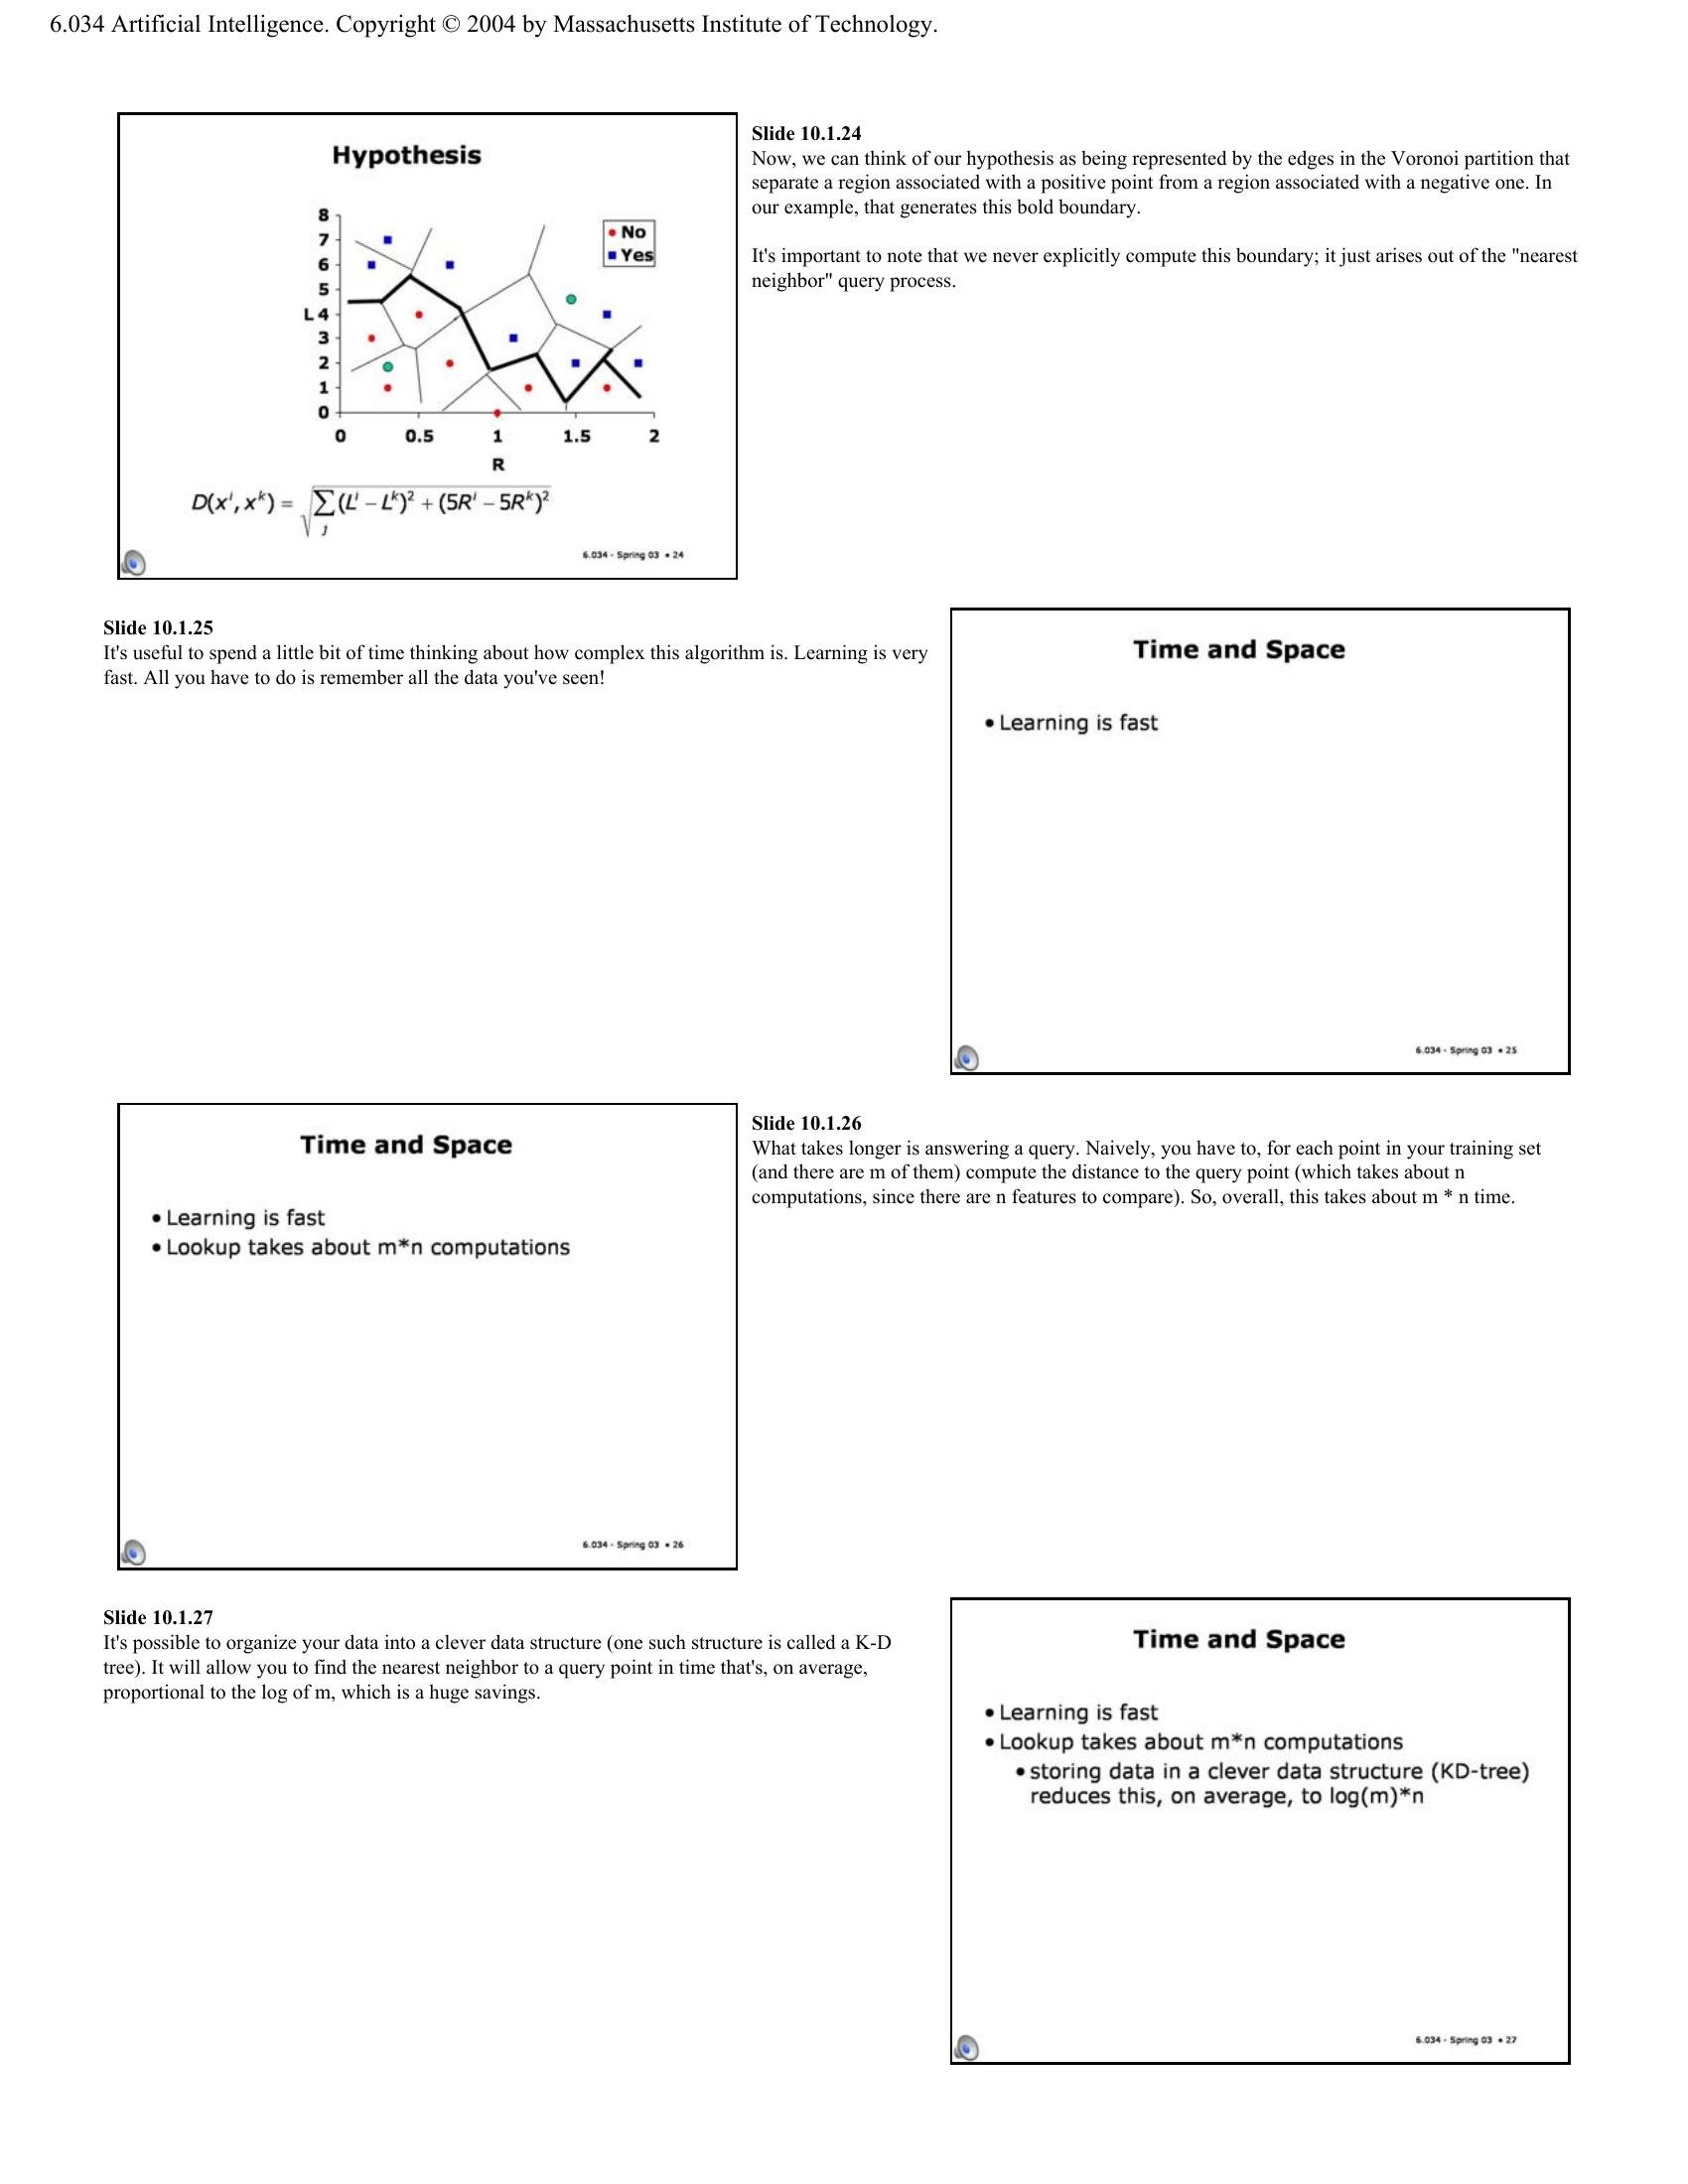 6.034 Artificial Intelligence. Copyright © 2004 by Massachusetts Institute of Technology.
Hypothesis
8
7
6
5
L 4
3
2
1
0
0 0.5 1 1.5 2
R
No
Yes
D(xⁱ, xᵏ) = √∑ⱼ (Lⁱ – Lᵏ)² + (5Rⁱ – 5Rᵏ)²
6.034 - Spring 03 • 24
Slide 10.1.24
Now, we can think of our hypothesis as being represented by the edges in the Voronoi partition that
separate a region associated with a positive point from a region associated with a negative one. In
our example, that generates this bold boundary.
It's important to note that we never explicitly compute this boundary; it just arises out of the "nearest
neighbor" query process.
Slide 10.1.25
It's useful to spend a little bit of time thinking about how complex this algorithm is. Learning is very
fast. All you have to do is remember all the data you've seen!
Time and Space
• Learning is fast
6.034 - Spring 03 • 25
Time and Space
• Learning is fast
• Lookup takes about m*n computations
6.034 - Spring 03 • 26
Slide 10.1.26
What takes longer is answering a query. Naively, you have to, for each point in your training set
(and there are m of them) compute the distance to the query point (which takes about n
computations, since there are n features to compare). So, overall, this takes about m * n time.
Slide 10.1.27
It's possible to organize your data into a clever data structure (one such structure is called a K-D
tree). It will allow you to find the nearest neighbor to a query point in time that's, on average,
proportional to the log of m, which is a huge savings.
Time and Space
• Learning is fast
• Lookup takes about m*n computations
• storing data in a clever data structure (KD-tree)
reduces this, on average, to log(m)*n
6.034 - Spring 03 • 27